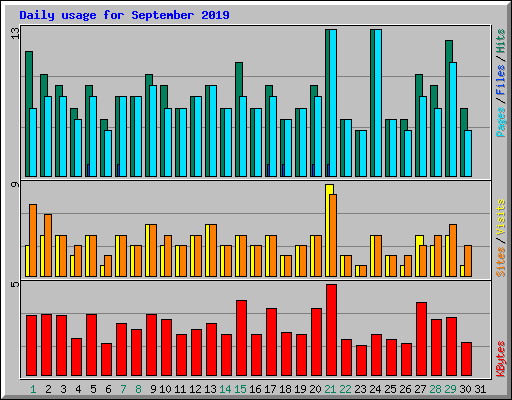 Daily usage for September 2019
13
Pages/Files/Hits
9
Sites/Visits
5
KBytes
1 2 3 4 5 6 7 8 9 10 11 12 13 14 15 16 17 18 19 20 21 22 23 24 25 26 27 28 29 30 31